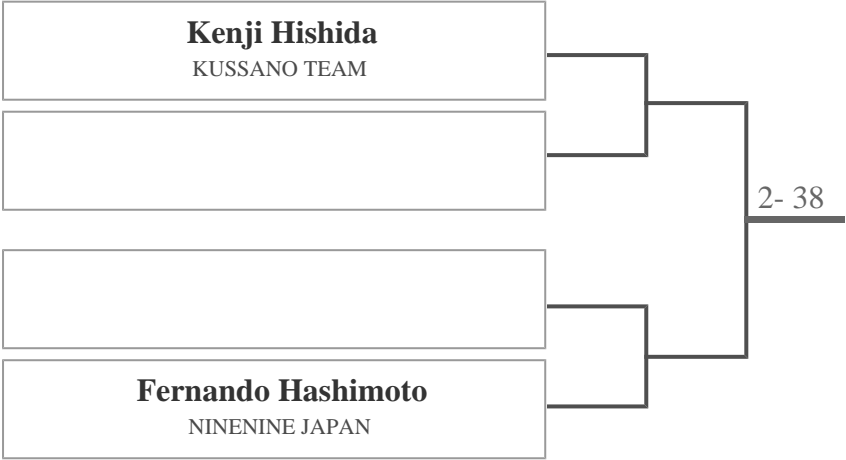 Kenji Hishida
KUSSANO TEAM
2- 38
Fernando Hashimoto
NINENINE JAPAN